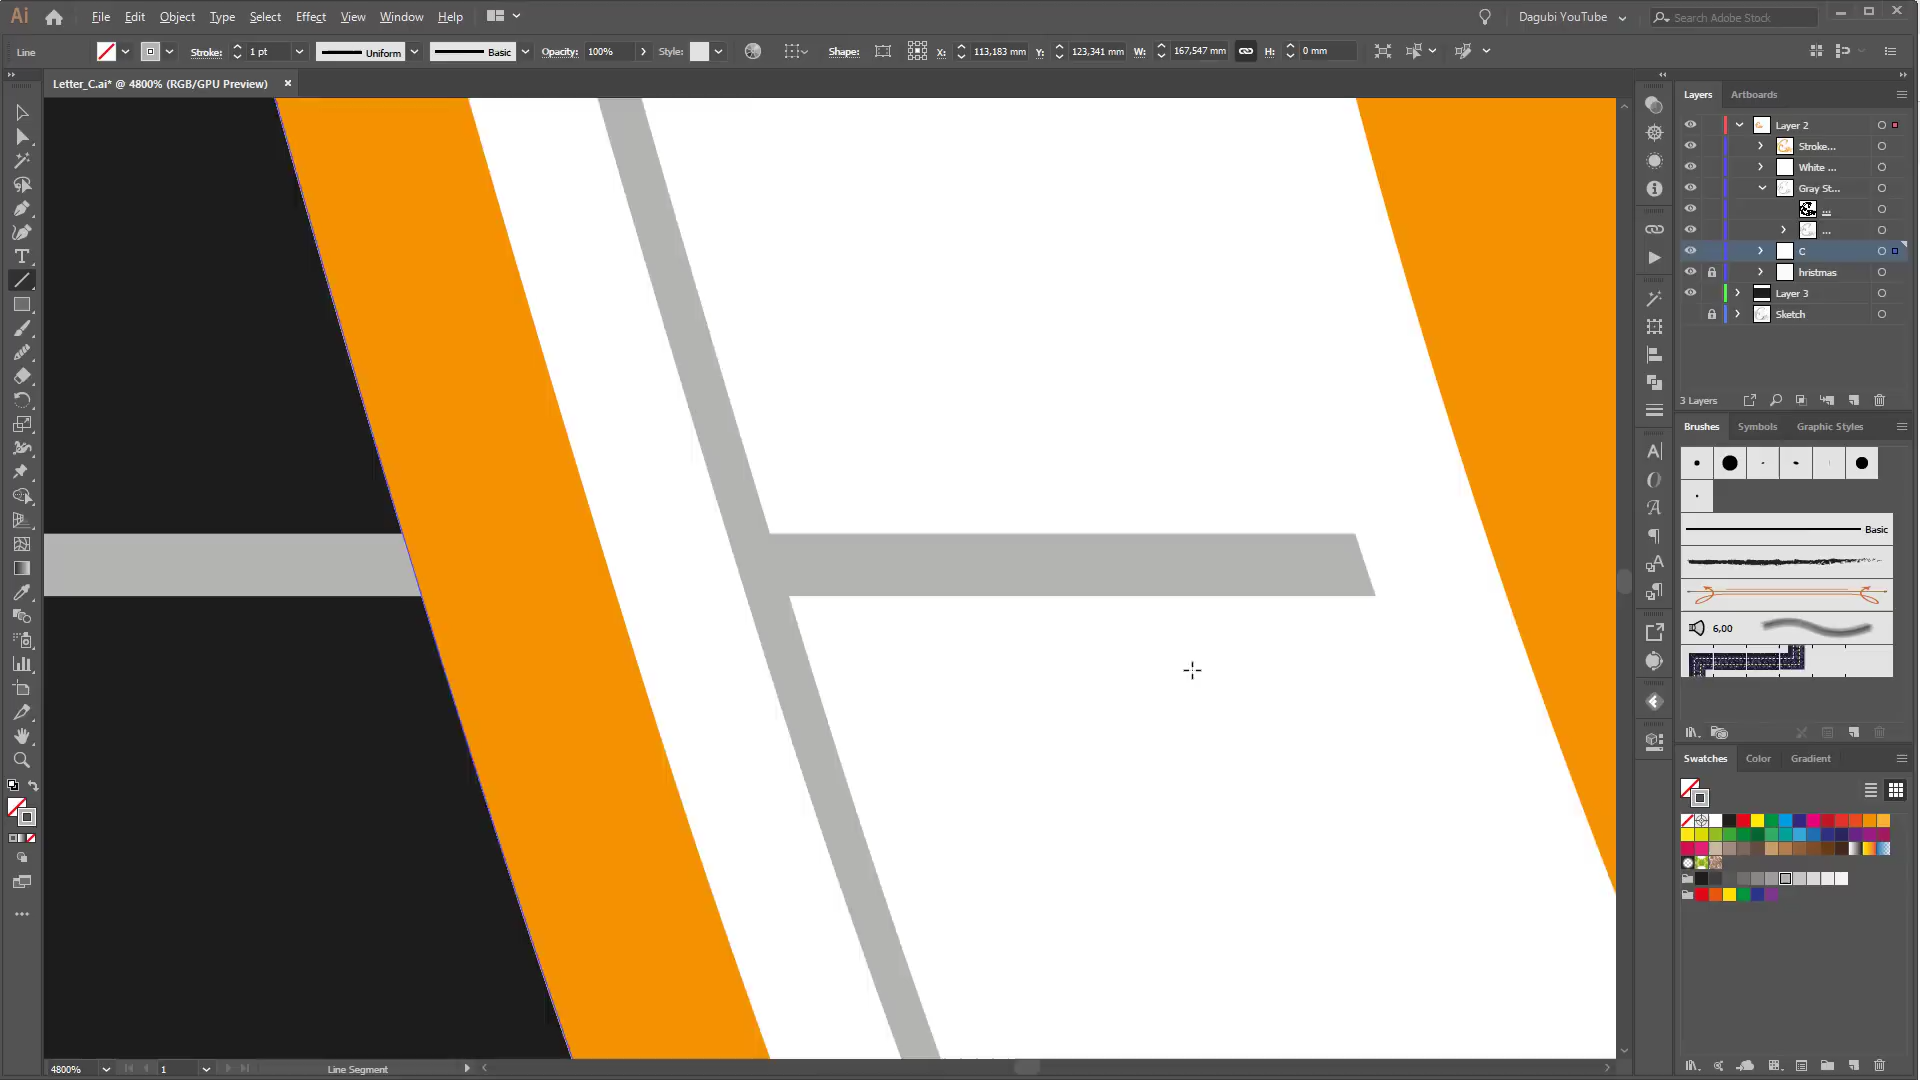 Ai File Edit Object Type Select Effect View Window Help Dagubi YouTube Search Adobe Stock
Line Stroke: 1 pt Uniform Basic Opacity: 100% Style: Shape: X: 113,183 mm Y: 123,341 mm W: 167,547 mm H: 0 mm
Letter_C.ai* @ 4800% (RGB/GPU Preview)
Layers Artboards
Layer 2
Stroke...
White ...
Gray St...
...
...
C
hristmas
Layer 3
Sketch
3 Layers
Brushes Symbols Graphic Styles
Basic
6,00
Swatches Color Gradient
4800% 1 Line Segment